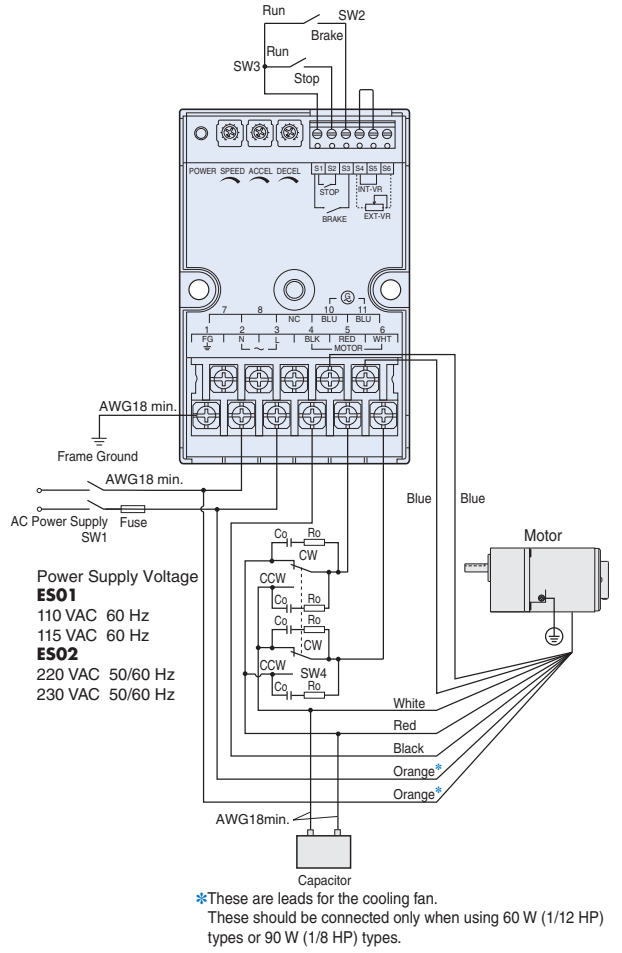 Run
SW2
Brake
Run
SW3
Stop
POWER SPEED ACCEL DECEL
S1 S2 S3 S4 S5 S6
STOP
INT-VR
BRAKE
EXT-VR
G
7 8 NC 10 11
BLU BLU
1 2 3 4 5 6
FG N ~ L BLK RED WHT
MOTOR
AWG18 min.
Frame Ground
AWG18 min.
AC Power Supply
SW1
Fuse
Blue
Blue
Motor
Power Supply Voltage
ES01
110 VAC 60 Hz
115 VAC 60 Hz
ES02
220 VAC 50/60 Hz
230 VAC 50/60 Hz
Co Ro
CW
CCW
Co Ro
Co Ro
CW
CCW
SW4
Co Ro
White
Red
Black
Orange*
Orange*
AWG18min.
Capacitor
*These are leads for the cooling fan.
These should be connected only when using 60 W (1/12 HP)
types or 90 W (1/8 HP) types.